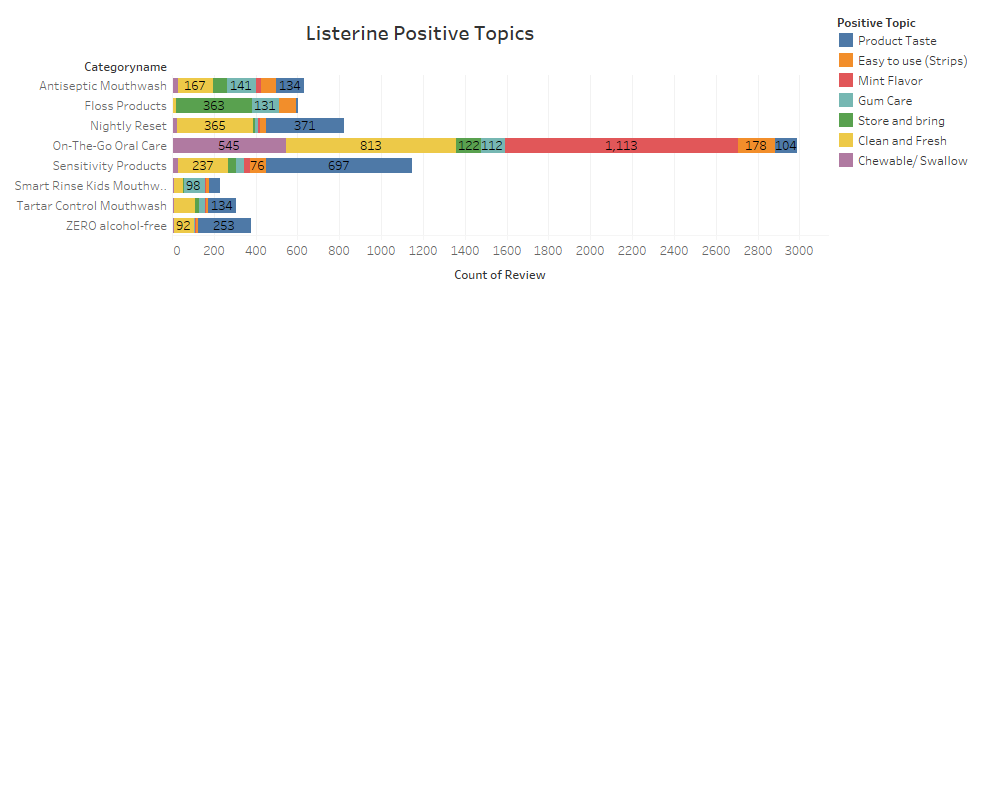 Listerine Positive Topics
Categoryname
Antiseptic Mouthwash 167 141 134
Floss Products 363 131
Nightly Reset 365 371
On-The-Go Oral Care 545 813 122 112 1,113 178 104
Sensitivity Products 237 76 697
Smart Rinse Kids Mouthw.. 98
Tartar Control Mouthwash 134
ZERO alcohol-free 92 253
0 200 400 600 800 1000 1200 1400 1600 1800 2000 2200 2400 2600 2800 3000
Count of Review
Positive Topic
Product Taste
Easy to use (Strips)
Mint Flavor
Gum Care
Store and bring
Clean and Fresh
Chewable/ Swallow